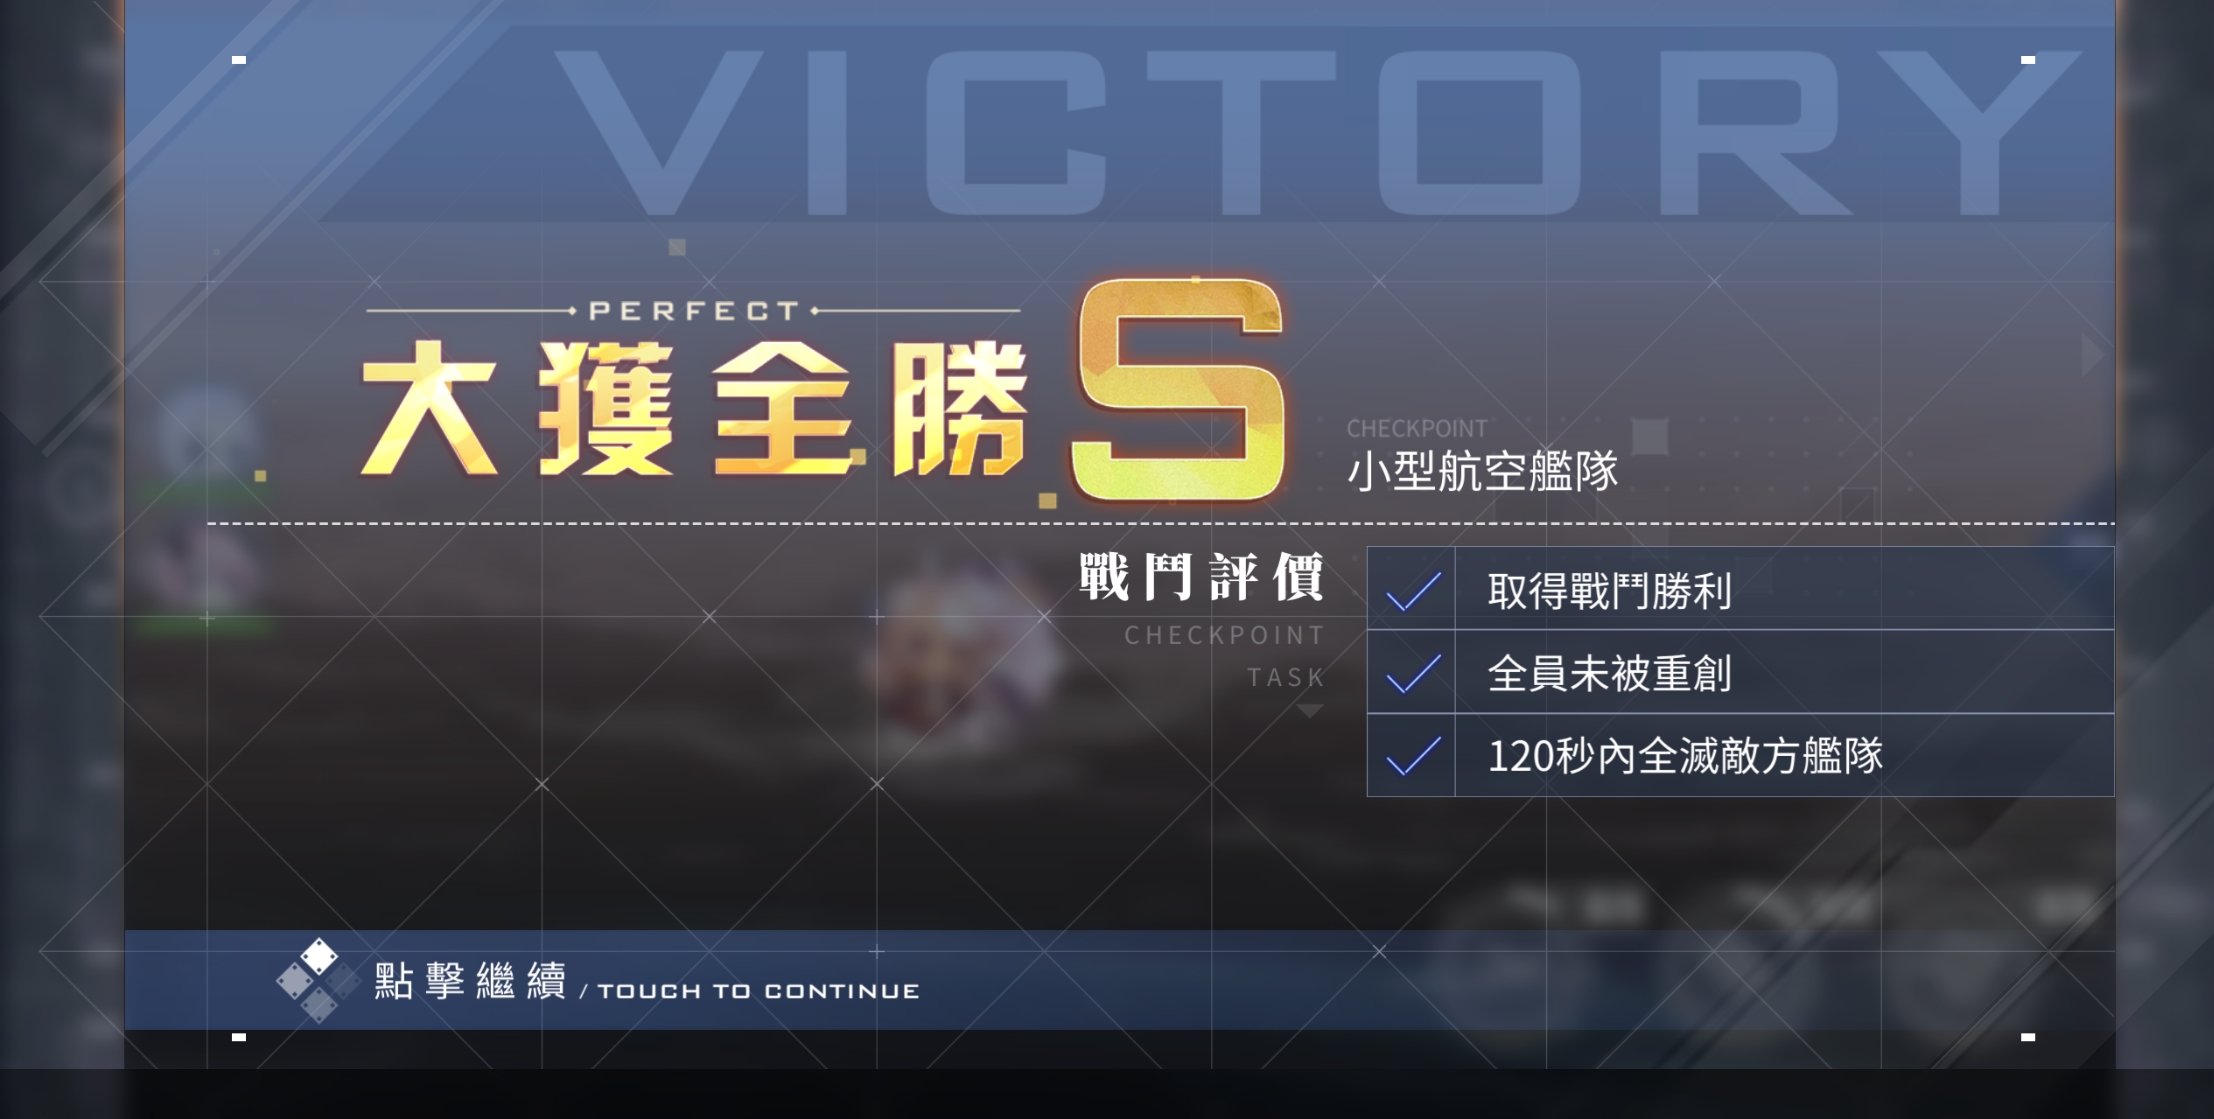 VICTORY
PERFECT
大獲全勝 S
CHECKPOINT
小型航空艦隊
戰鬥評價
CHECKPOINT
TASK
取得戰鬥勝利
全員未被重創
120秒內全滅敵方艦隊
點擊繼續 / TOUCH TO CONTINUE